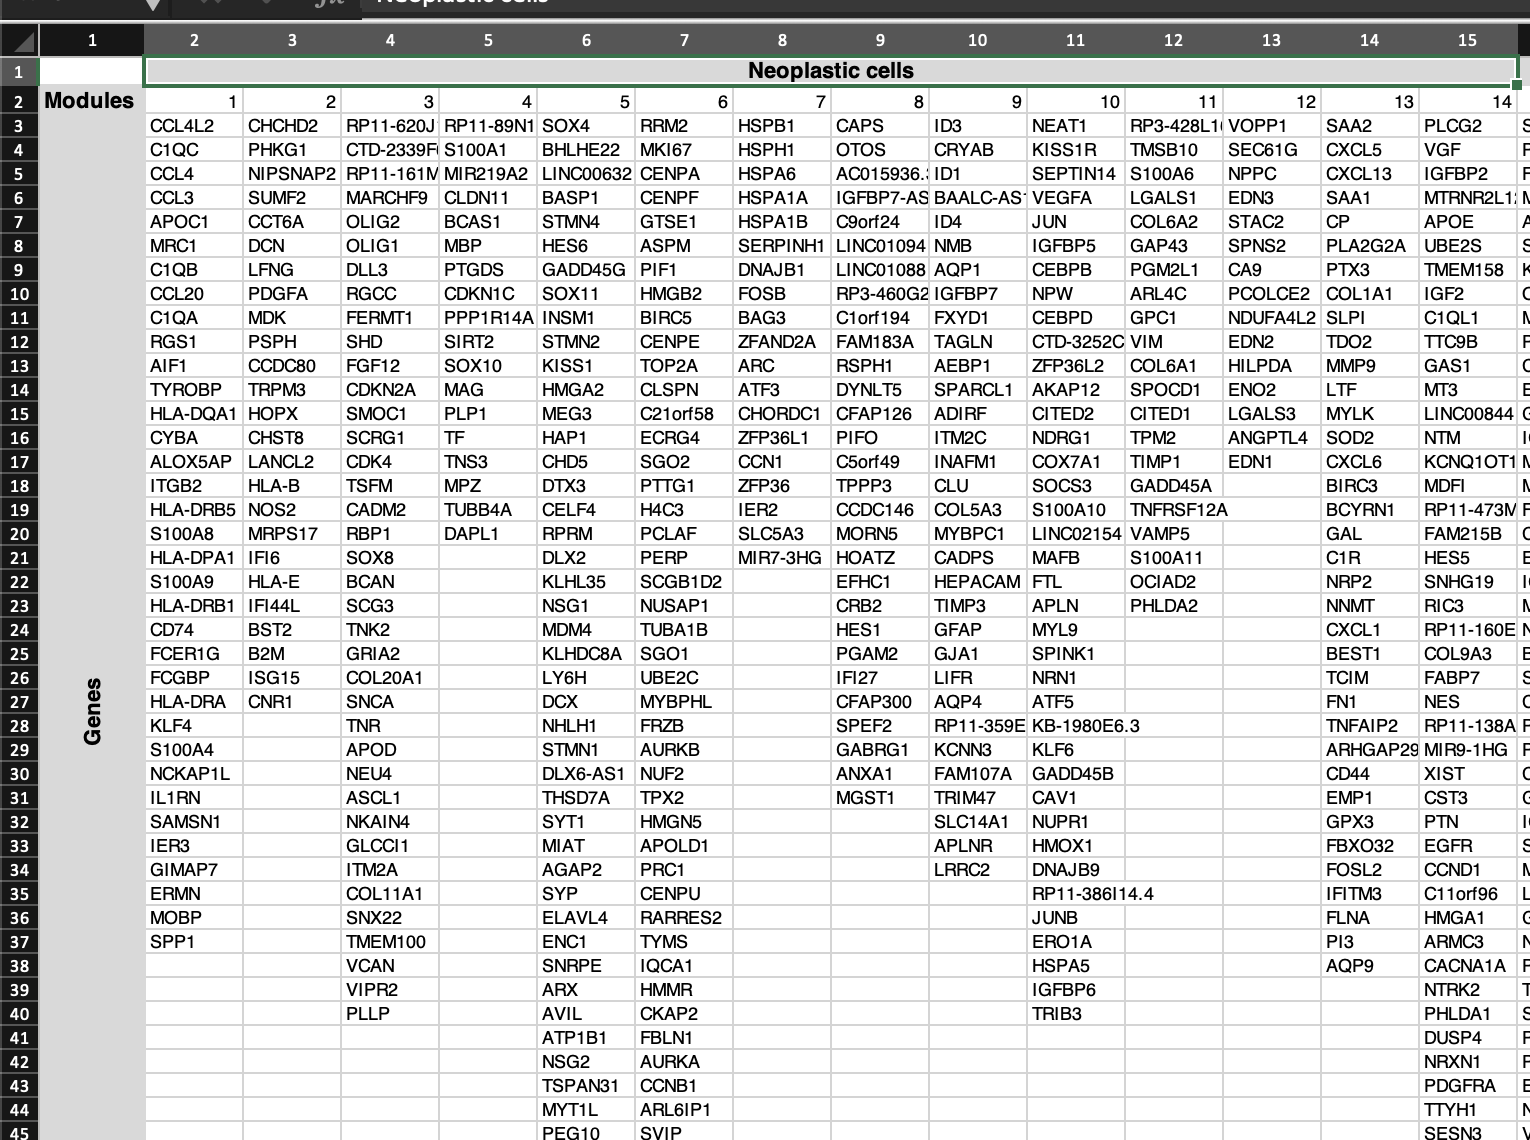 1 2 3 4 5 6 7 8 9 10 11 12 13 14 15
1 Neoplastic cells
2 Modules 1 2 3 4 5 6 7 8 9 10 11 12 13 14
3 CCL4L2 CHCHD2 RP11-620J RP11-89N1 SOX4 RRM2 HSPB1 CAPS ID3 NEAT1 RP3-428L1 VOPP1 SAA2 PLCG2
4 C1QC PHKG1 CTD-2339F S100A1 BHLHE22 MKI67 HSPH1 OTOS CRYAB KISS1R TMSB10 SEC61G CXCL5 VGF
5 CCL4 NIPSNAP2 RP11-161M MIR219A2 LINC00632 CENPA HSPA6 AC015936. ID1 SEPTIN14 S100A6 NPPC CXCL13 IGFBP2
6 CCL3 SUMF2 MARCHF9 CLDN11 BASP1 CENPF HSPA1A IGFBP7-AS BAALC-AS VEGFA LGALS1 EDN3 SAA1 MTRNR2L1
7 APOC1 CCT6A OLIG2 BCAS1 STMN4 GTSE1 HSPA1B C9orf24 ID4 JUN COL6A2 STAC2 CP APOE
8 MRC1 DCN OLIG1 MBP HES6 ASPM SERPINH1 LINC01094 NMB IGFBP5 GAP43 SPNS2 PLA2G2A UBE2S
9 C1QB LFNG DLL3 PTGDS GADD45G PIF1 DNAJB1 LINC01088 AQP1 CEBPB PGM2L1 CA9 PTX3 TMEM158
10 CCL20 PDGFA RGCC CDKN1C SOX11 HMGB2 FOSB RP3-460G2 IGFBP7 NPW ARL4C PCOLCE2 COL1A1 IGF2
11 C1QA MDK FERMT1 PPP1R14A INSM1 BIRC5 BAG3 C1orf194 FXYD1 CEBPD GPC1 NDUFA4L2 SLPI C1QL1
12 RGS1 PSPH SHD SIRT2 STMN2 CENPE ZFAND2A FAM183A TAGLN CTD-3252C VIM EDN2 TDO2 TTC9B
13 AIF1 CCDC80 FGF12 SOX10 KISS1 TOP2A ARC RSPH1 AEBP1 ZFP36L2 COL6A1 HILPDA MMP9 GAS1
14 TYROBP TRPM3 CDKN2A MAG HMGA2 CLSPN ATF3 DYNLT5 SPARCL1 AKAP12 SPOCD1 ENO2 LTF MT3
15 HLA-DQA1 HOPX SMOC1 PLP1 MEG3 C21orf58 CHORDC1 CFAP126 ADIRF CITED2 CITED1 LGALS3 MYLK LINC00844
16 CYBA CHST8 SCRG1 TF HAP1 ECRG4 ZFP36L1 PIFO ITM2C NDRG1 TPM2 ANGPTL4 SOD2 NTM
17 ALOX5AP LANCL2 CDK4 TNS3 CHD5 SGO2 CCN1 C5orf49 INAFM1 COX7A1 TIMP1 EDN1 CXCL6 KCNQ1OT1
18 ITGB2 HLA-B TSFM MPZ DTX3 PTTG1 ZFP36 TPPP3 CLU SOCS3 GADD45A BIRC3 MDFI
19 HLA-DRB5 NOS2 CADM2 TUBB4A CELF4 H4C3 IER2 CCDC146 COL5A3 S100A10 TNFRSF12A BCYRN1 RP11-473M
20 S100A8 MRPS17 RBP1 DAPL1 RPRM PCLAF SLC5A3 MORN5 MYBPC1 LINC02154 VAMP5 GAL FAM215B
21 HLA-DPA1 IFI6 SOX8 DLX2 PERP MIR7-3HG HOATZ CADPS MAFB S100A11 C1R HES5
22 S100A9 HLA-E BCAN KLHL35 SCGB1D2 EFHC1 HEPACAM FTL OCIAD2 NRP2 SNHG19
23 HLA-DRB1 IFI44L SCG3 NSG1 NUSAP1 CRB2 TIMP3 APLN PHLDA2 NNMT RIC3
24 CD74 BST2 TNK2 MDM4 TUBA1B HES1 GFAP MYL9 CXCL1 RP11-160E
25 FCER1G B2M GRIA2 KLHDC8A SGO1 PGAM2 GJA1 SPINK1 BEST1 COL9A3
26 FCGBP ISG15 COL20A1 LY6H UBE2C IFI27 LIFR NRN1 TCIM FABP7
27 HLA-DRA CNR1 SNCA DCX MYBPHL CFAP300 AQP4 ATF5 FN1 NES
28 KLF4 TNR NHLH1 FRZB SPEF2 RP11-359E KB-1980E6.3 TNFAIP2 RP11-138A
29 S100A4 APOD STMN1 AURKB GABRG1 KCNN3 KLF6 ARHGAP29 MIR9-1HG
30 NCKAP1L NEU4 DLX6-AS1 NUF2 ANXA1 FAM107A GADD45B CD44 XIST
31 IL1RN ASCL1 THSD7A TPX2 MGST1 TRIM47 CAV1 EMP1 CST3
32 SAMSN1 NKAIN4 SYT1 HMGN5 SLC14A1 NUPR1 GPX3 PTN
33 IER3 GLCCI1 MIAT APOLD1 APLNR HMOX1 FBXO32 EGFR
34 GIMAP7 ITM2A AGAP2 PRC1 LRRC2 DNAJB9 FOSL2 CCND1
35 ERMN COL11A1 SYP CENPU RP11-386I14.4 IFITM3 C11orf96
36 MOBP SNX22 ELAVL4 RARRES2 JUNB FLNA HMGA1
37 SPP1 TMEM100 ENC1 TYMS ERO1A PI3 ARMC3
38 VCAN SNRPE IQCA1 HSPA5 AQP9 CACNA1A
39 VIPR2 ARX HMMR IGFBP6 NTRK2
40 PLLP AVIL CKAP2 TRIB3 PHLDA1
41 ATP1B1 FBLN1 DUSP4
42 NSG2 AURKA NRXN1
43 TSPAN31 CCNB1 PDGFRA
44 MYT1L ARL6IP1 TTYH1
45 PEG10 SVIP SESN3
Genes